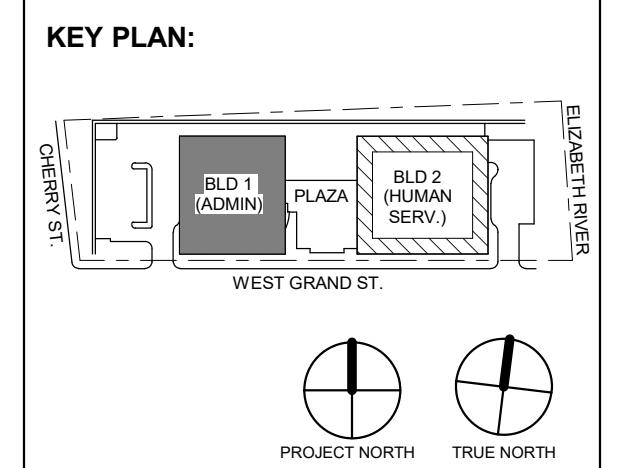 KEY PLAN:
CHERRY ST.
BLD 1
(ADMIN)
PLAZA
BLD 2
(HUMAN
SERV.)
ELIZABETH RIVER
WEST GRAND ST.
PROJECT NORTH
TRUE NORTH